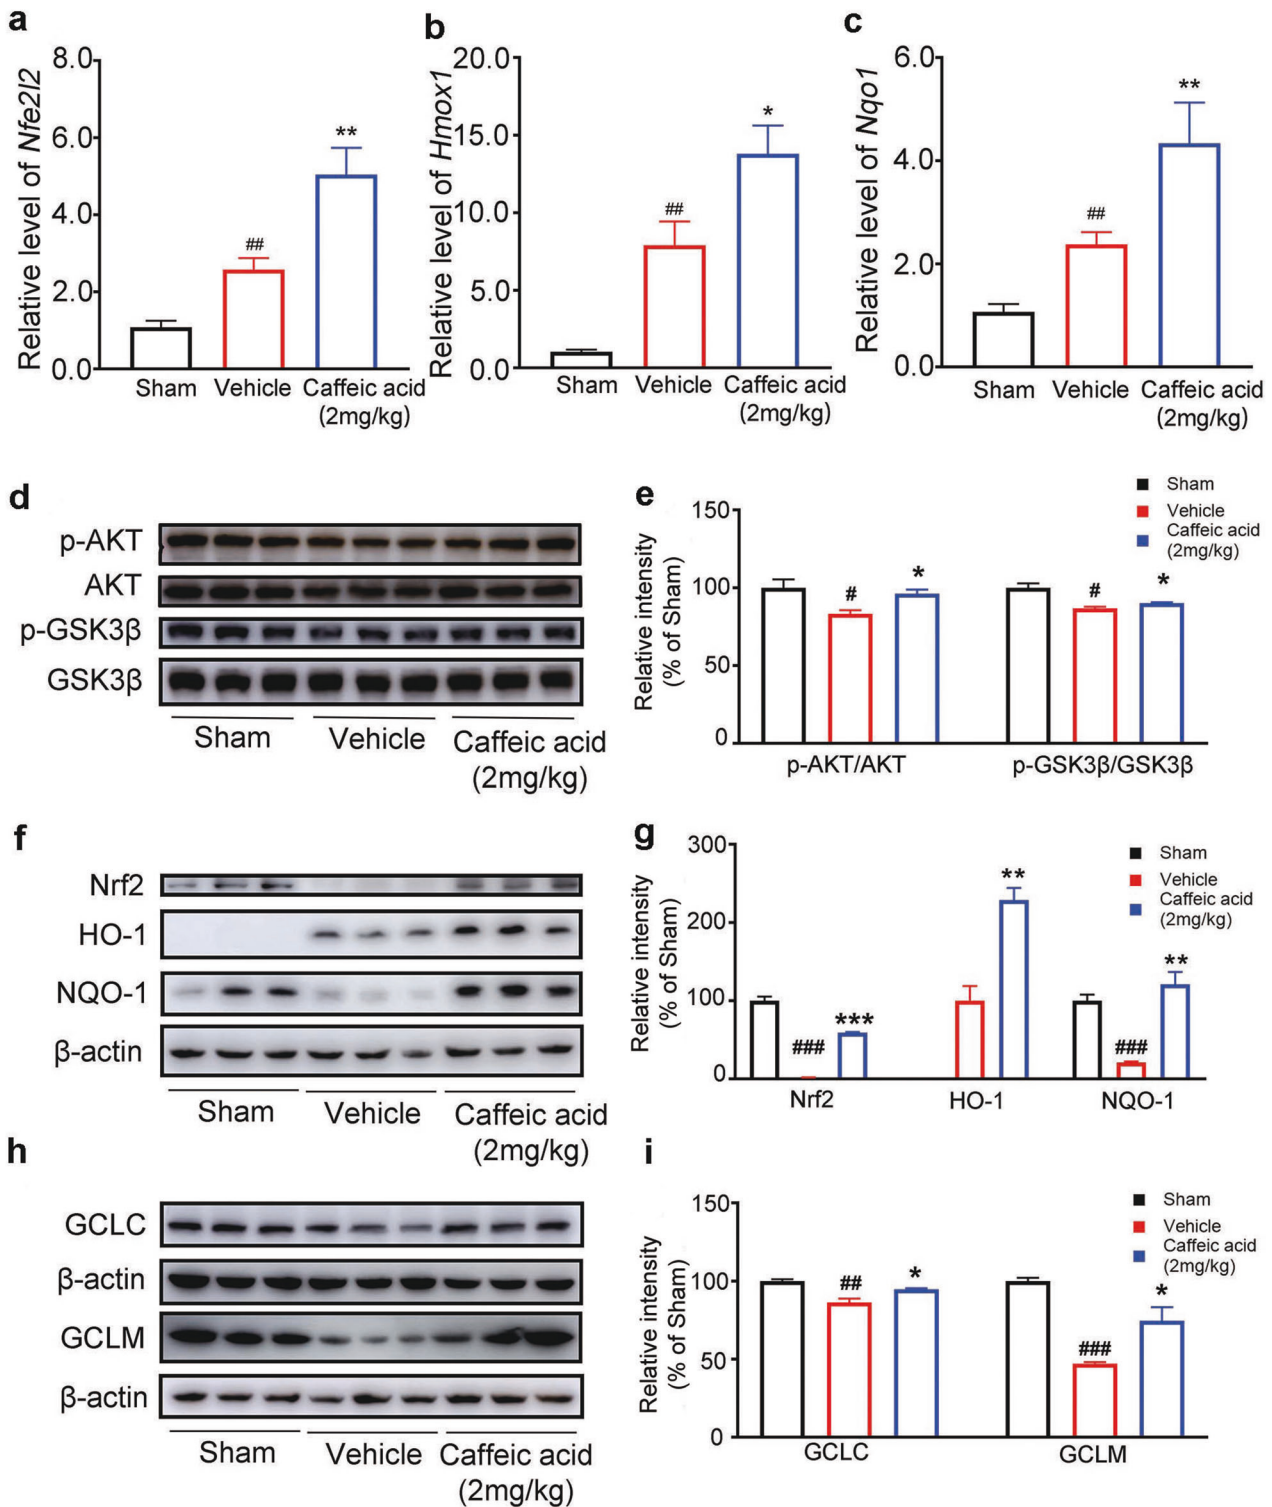 a
Relative level of Nfe2l2
8.0
6.0
4.0
2.0
0.0
##
**
Sham
Vehicle
Caffeic acid
(2mg/kg)
b
Relative level of Hmox1
20.0
15.0
10.0
5.0
0.0
##
*
Sham
Vehicle
Caffeic acid
(2mg/kg)
c
Relative level of Nqo1
6.0
4.0
2.0
0.0
##
**
Sham
Vehicle
Caffeic acid
(2mg/kg)
d
p-AKT
AKT
p-GSK3β
GSK3β
Sham
Vehicle
Caffeic acid
(2mg/kg)
e
Relative intensity
(% of Sham)
150
100
50
0
Sham
Vehicle
Caffeic acid
(2mg/kg)
#
*
#
*
p-AKT/AKT
p-GSK3β/GSK3β
f
Nrf2
HO-1
NQO-1
β-actin
Sham
Vehicle
Caffeic acid
(2mg/kg)
g
Relative intensity
(% of Sham)
300
200
100
0
Sham
Vehicle
Caffeic acid
(2mg/kg)
###
***
**
###
**
Nrf2
HO-1
NQO-1
h
GCLC
β-actin
GCLM
β-actin
Sham
Vehicle
Caffeic acid
(2mg/kg)
i
Relative intensity
(% of Sham)
150
100
50
0
Sham
Vehicle
Caffeic acid
(2mg/kg)
##
*
###
*
GCLC
GCLM